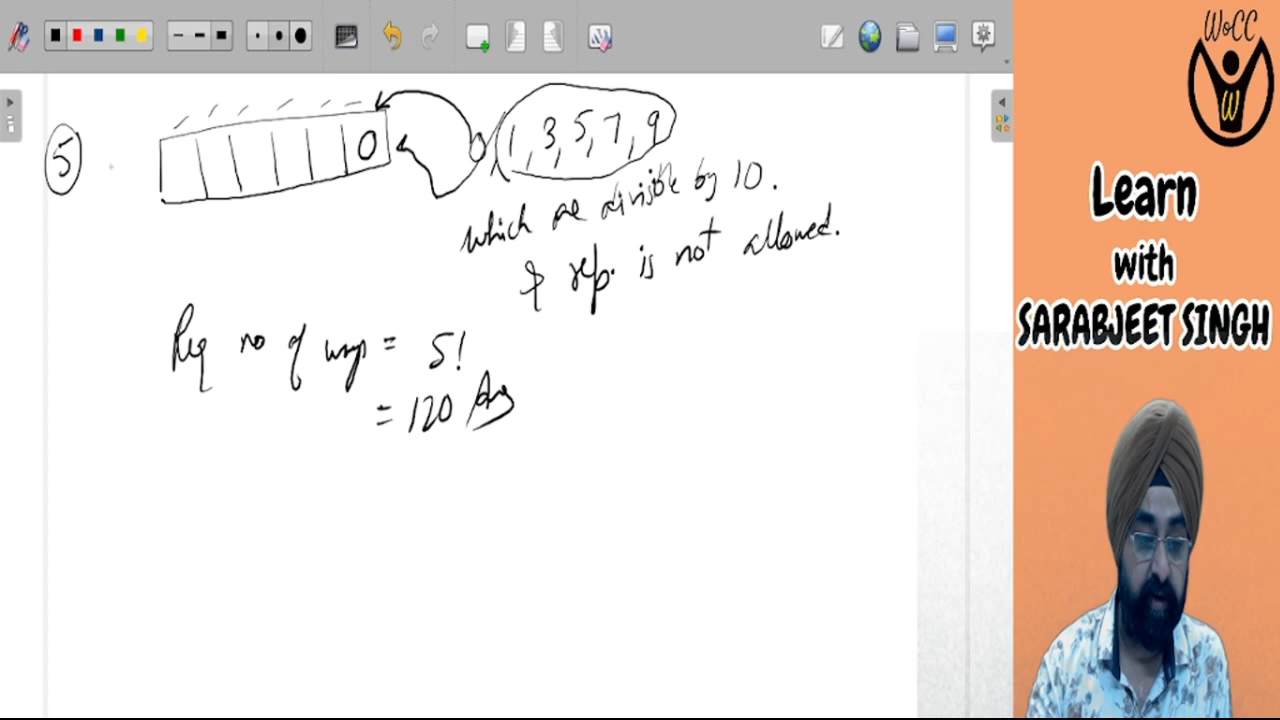 WoCC
W
Learn
with
SARABJEET SINGH
5
0
0, 1, 3, 5, 7, 9
which are divisible by 10.
& rep. is not allowed.
Req no of ways = 5!
= 120 Ans